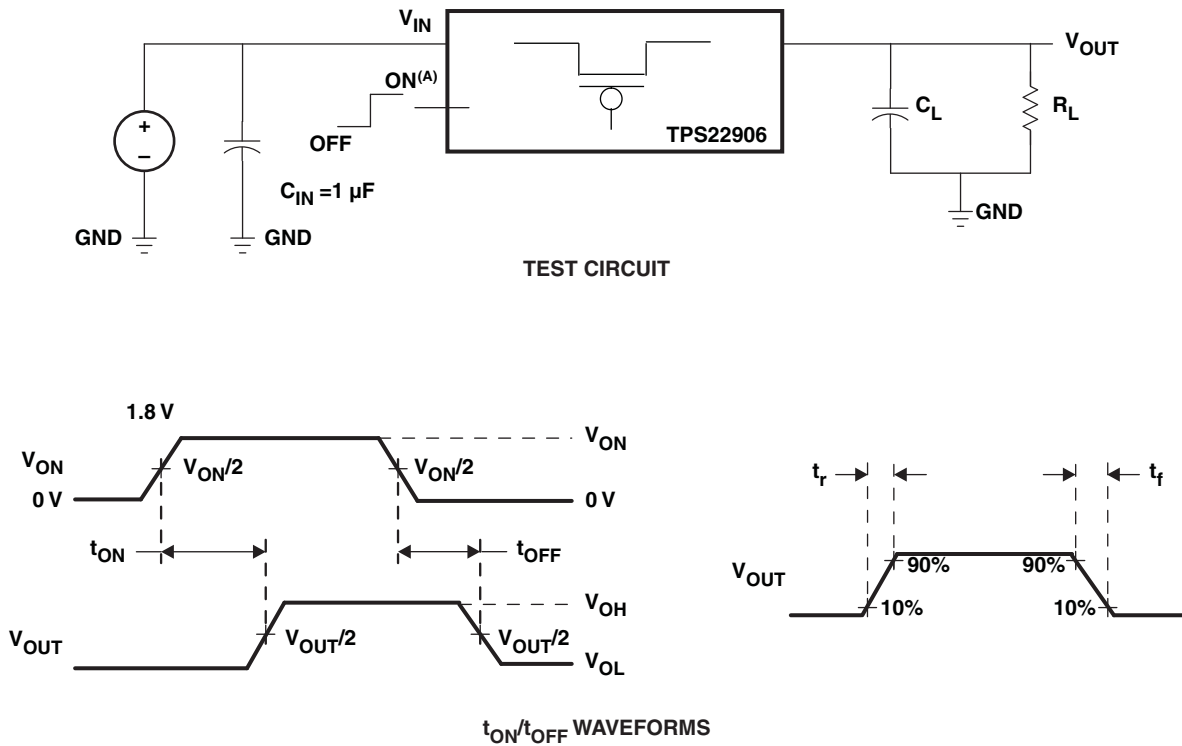 V_IN
V_OUT
ON(A)
OFF
TPS22906
C_IN =1 µF
C_L
R_L
GND
GND
GND
TEST CIRCUIT
1.8 V
V_ON
V_ON
V_ON/2
V_ON/2
0 V
0 V
t_ON
t_OFF
V_OUT
V_OH
V_OUT/2
V_OUT/2
V_OL
t_r
t_f
V_OUT
90%
90%
10%
10%
t_ON/t_OFF WAVEFORMS